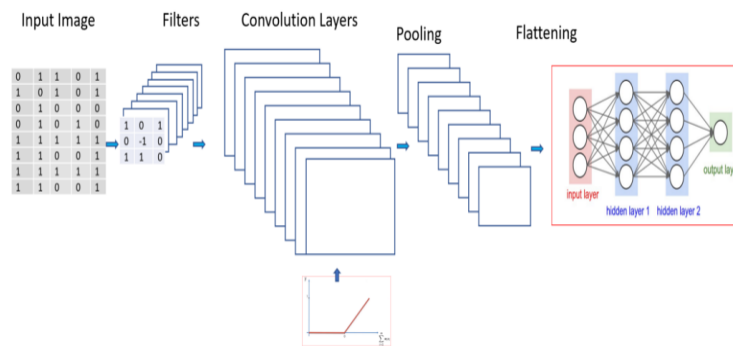 Input Image
Filters
Convolution Layers
Pooling
Flattening
0 1 1 0 1
1 0 1 0 1
0 1 0 0 0
0 1 0 1 0
1 1 1 1 1
1 1 0 0 1
1 1 1 1 1
1 1 0 0 1
1 0 1
0 -1 0
1 1 0
input layer
hidden layer 1
hidden layer 2
output lay